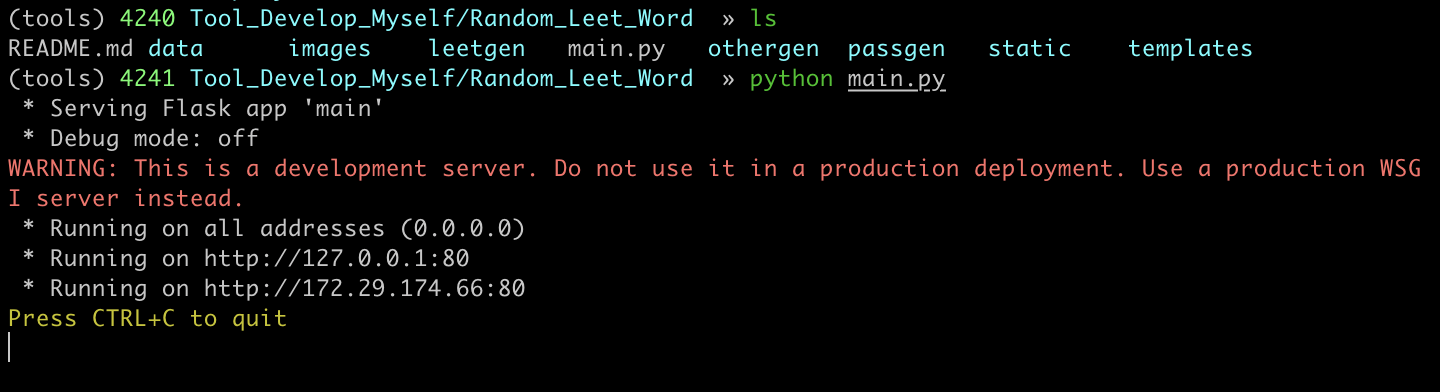 (tools) 4240 Tool_Develop_Myself/Random_Leet_Word » ls
README.md data images leetgen main.py othergen passgen static templates
(tools) 4241 Tool_Develop_Myself/Random_Leet_Word » python main.py
* Serving Flask app 'main'
* Debug mode: off
WARNING: This is a development server. Do not use it in a production deployment. Use a production WSG
I server instead.
* Running on all addresses (0.0.0.0)
* Running on http://127.0.0.1:80
* Running on http://172.29.174.66:80
Press CTRL+C to quit